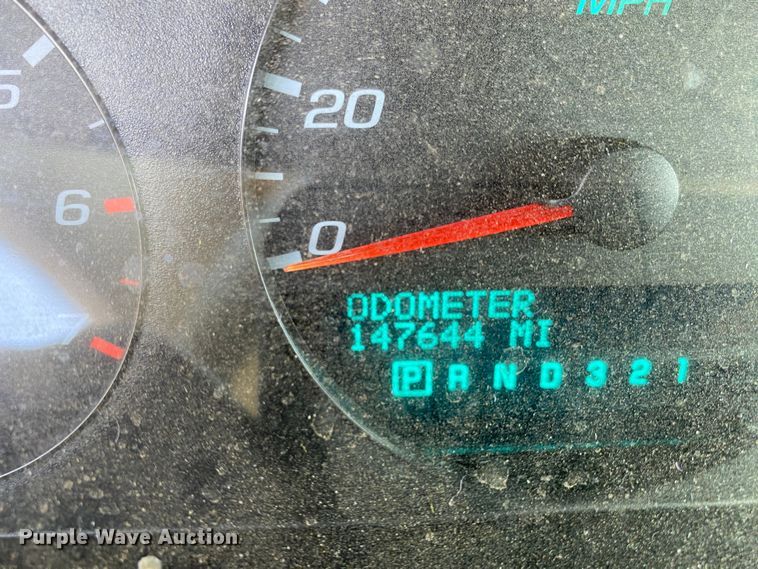 MPH
5
20
6
0
ODOMETER
147644 MI
P R N D 3 2 1
Purple Wave Auction